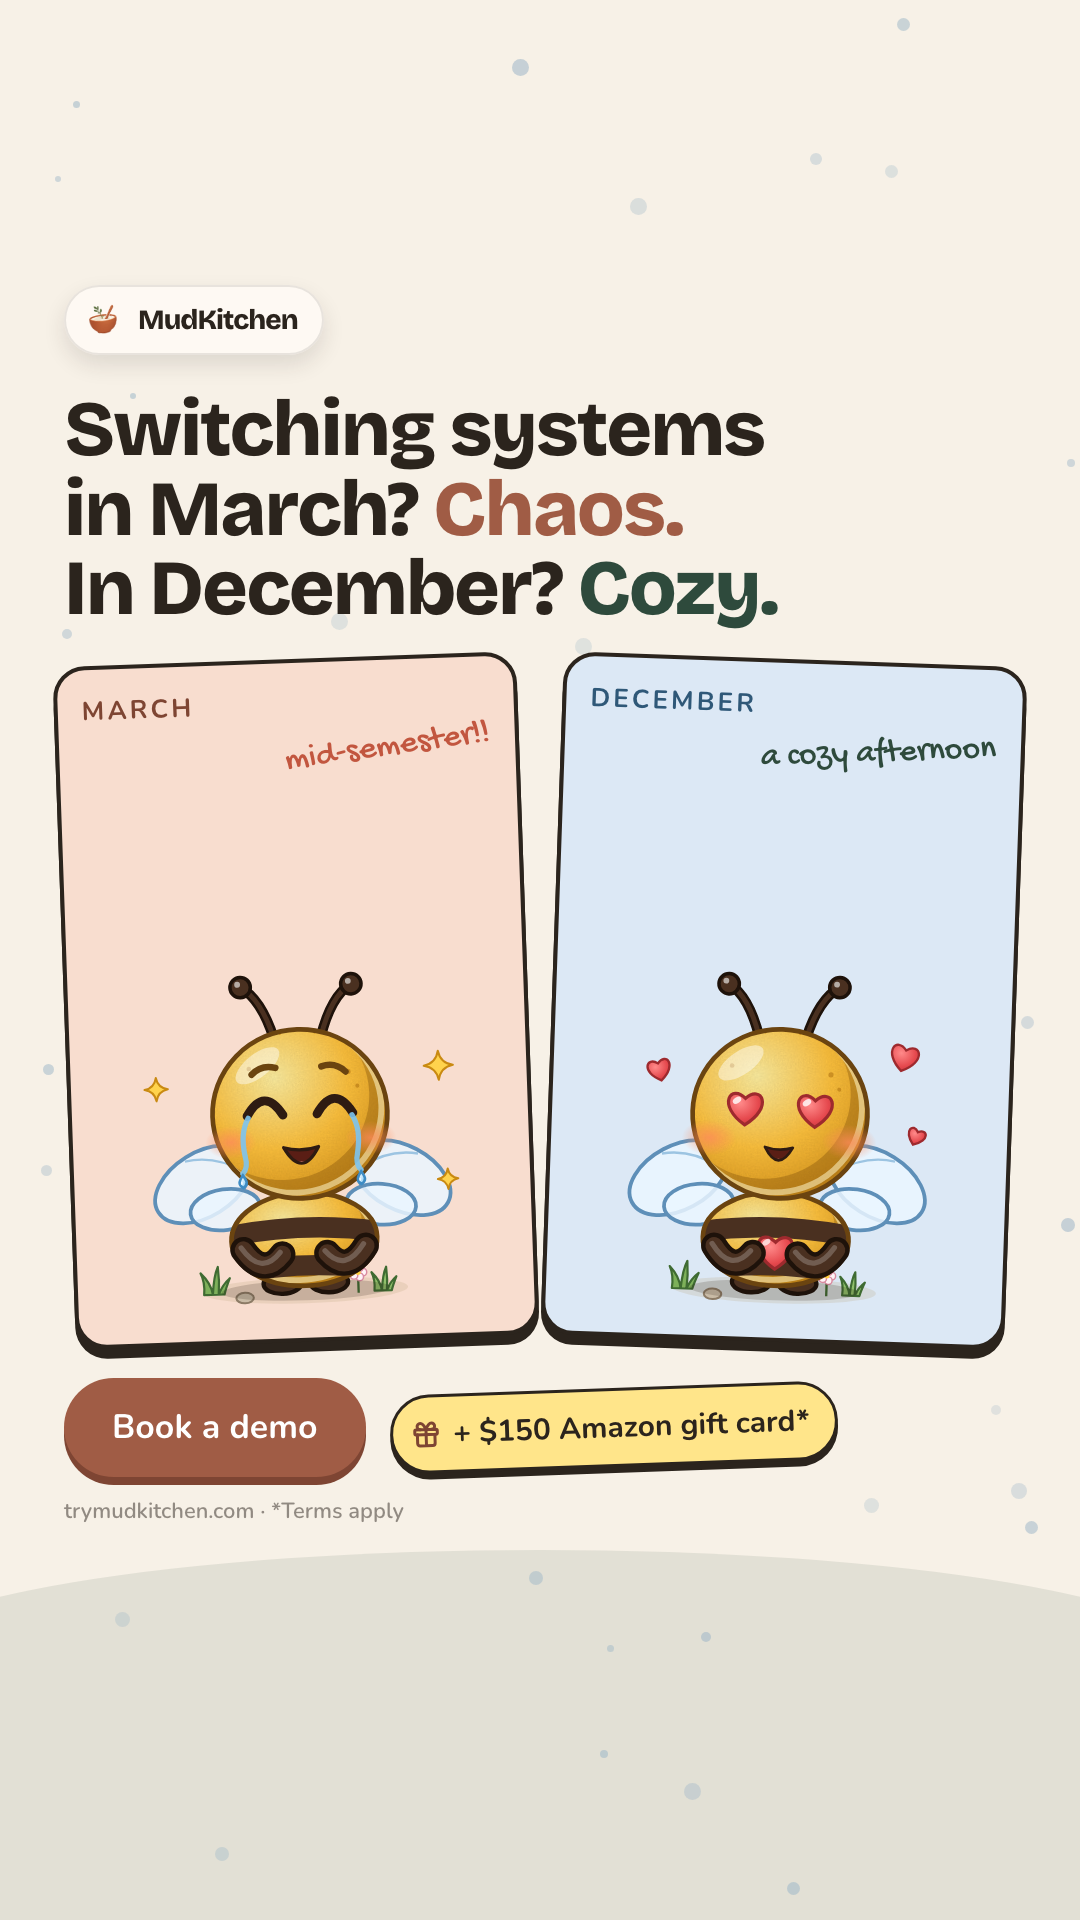 MudKitchen
Switching systems
in March? Chaos.
In December? Cozy.
MARCH
mid-semester!!
DECEMBER
a cozy afternoon
Book a demo
+ $150 Amazon gift card*
trymudkitchen.com · *Terms apply